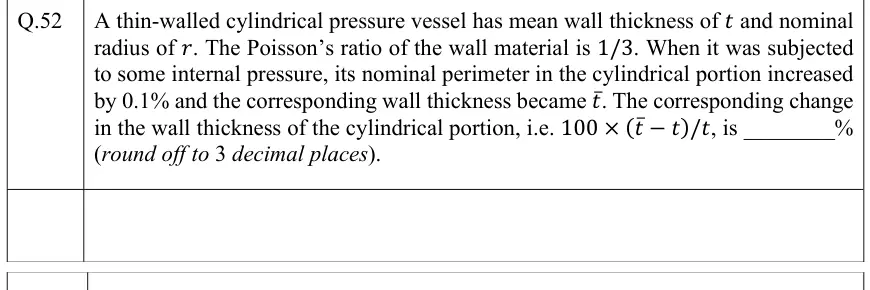 Q.52 A thin-walled cylindrical pressure vessel has mean wall thickness of 𝑡 and nominal
radius of 𝑟. The Poisson’s ratio of the wall material is 1/3. When it was subjected
to some internal pressure, its nominal perimeter in the cylindrical portion increased
by 0.1% and the corresponding wall thickness became 𝑡̅. The corresponding change
in the wall thickness of the cylindrical portion, i.e. 100 × (𝑡̅ − 𝑡)/𝑡, is ________%
(round off to 3 decimal places).